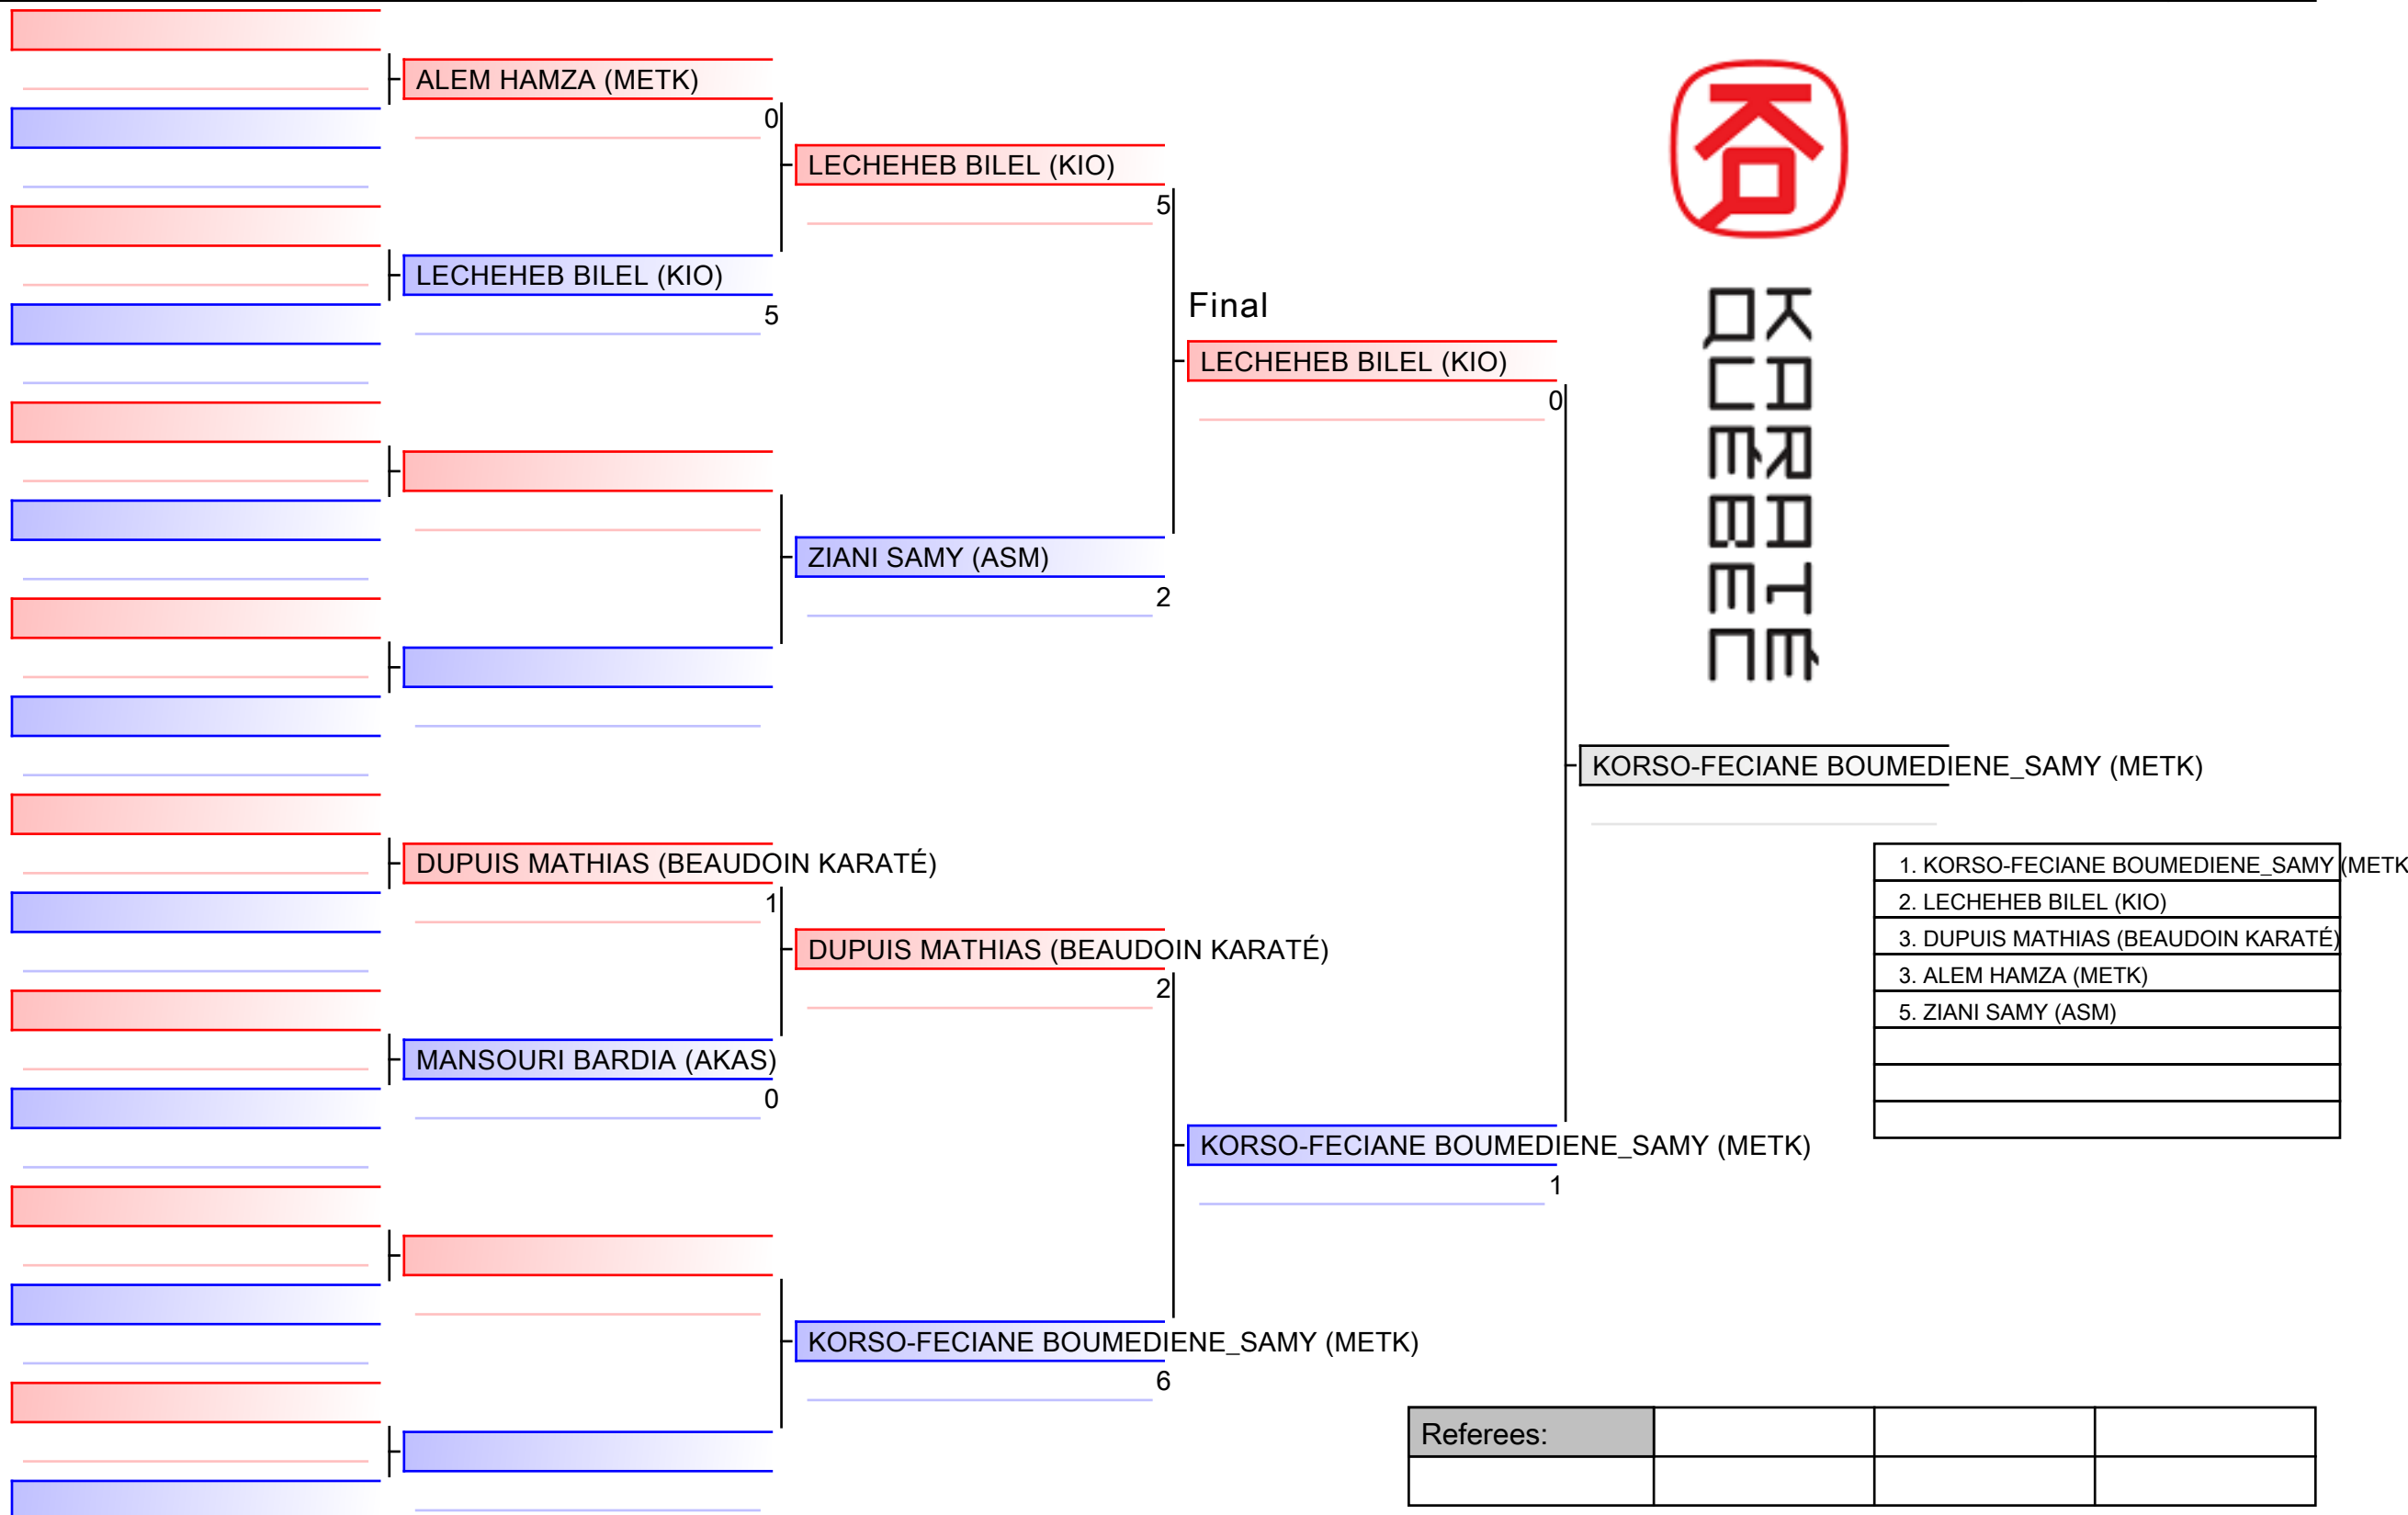 ALEM HAMZA (METK)
0
LECHEHEB BILEL (KIO)
5
LECHEHEB BILEL (KIO)
5
ZIANI SAMY (ASM)
2
DUPUIS MATHIAS (BEAUDOIN KARATÉ)
1
MANSOURI BARDIA (AKAS)
0
DUPUIS MATHIAS (BEAUDOIN KARATÉ)
2
KORSO-FECIANE BOUMEDIENE_SAMY (METK)
6
Final
LECHEHEB BILEL (KIO)
0
KORSO-FECIANE BOUMEDIENE_SAMY (METK)
1
KORSO-FECIANE BOUMEDIENE_SAMY (METK)
KARATÉ
QUÉBEC
1. KORSO-FECIANE BOUMEDIENE_SAMY (METK
2. LECHEHEB BILEL (KIO)
3. DUPUIS MATHIAS (BEAUDOIN KARATÉ)
3. ALEM HAMZA (METK)
5. ZIANI SAMY (ASM)
Referees: